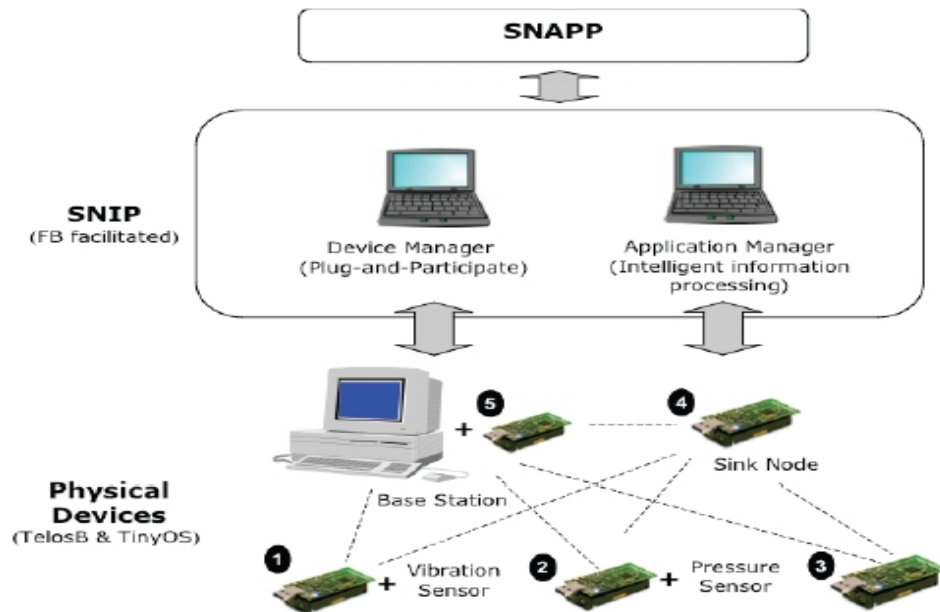 SNAPP
SNIP
(FB facilitated)
Device Manager
(Plug-and-Participate)
Application Manager
(Intelligent information
processing)
5
4
+
Sink Node
Base Station
Physical
Devices
(TelosB & TinyOS)
1
+ Vibration
Sensor
2
+ Pressure
Sensor
3